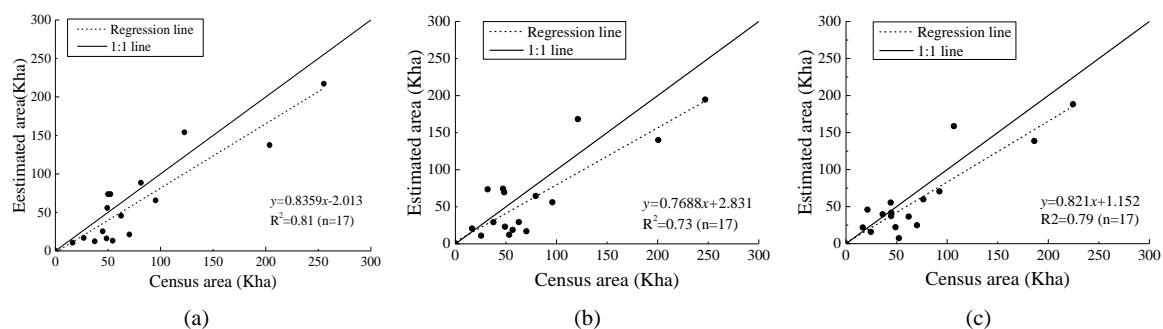 300
250
200
150
100
50
0
Eestimated area(Kha)
Regression line
1:1 line
y=0.8359x-2.013
R²=0.81 (n=17)
0 50 100 150 200 250 300
Census area (Kha)
(a)
300
250
200
150
100
50
0
Estimated area (Kha)
Regression line
1:1 line
y=0.7688x+2.831
R²=0.73 (n=17)
0 50 100 150 200 250 300
Census area (Kha)
(b)
300
250
200
150
100
50
0
Estimated area (Kha)
Regression line
1:1 line
y=0.821x+1.152
R2=0.79 (n=17)
0 50 100 150 200 250 300
Census area (Kha)
(c)